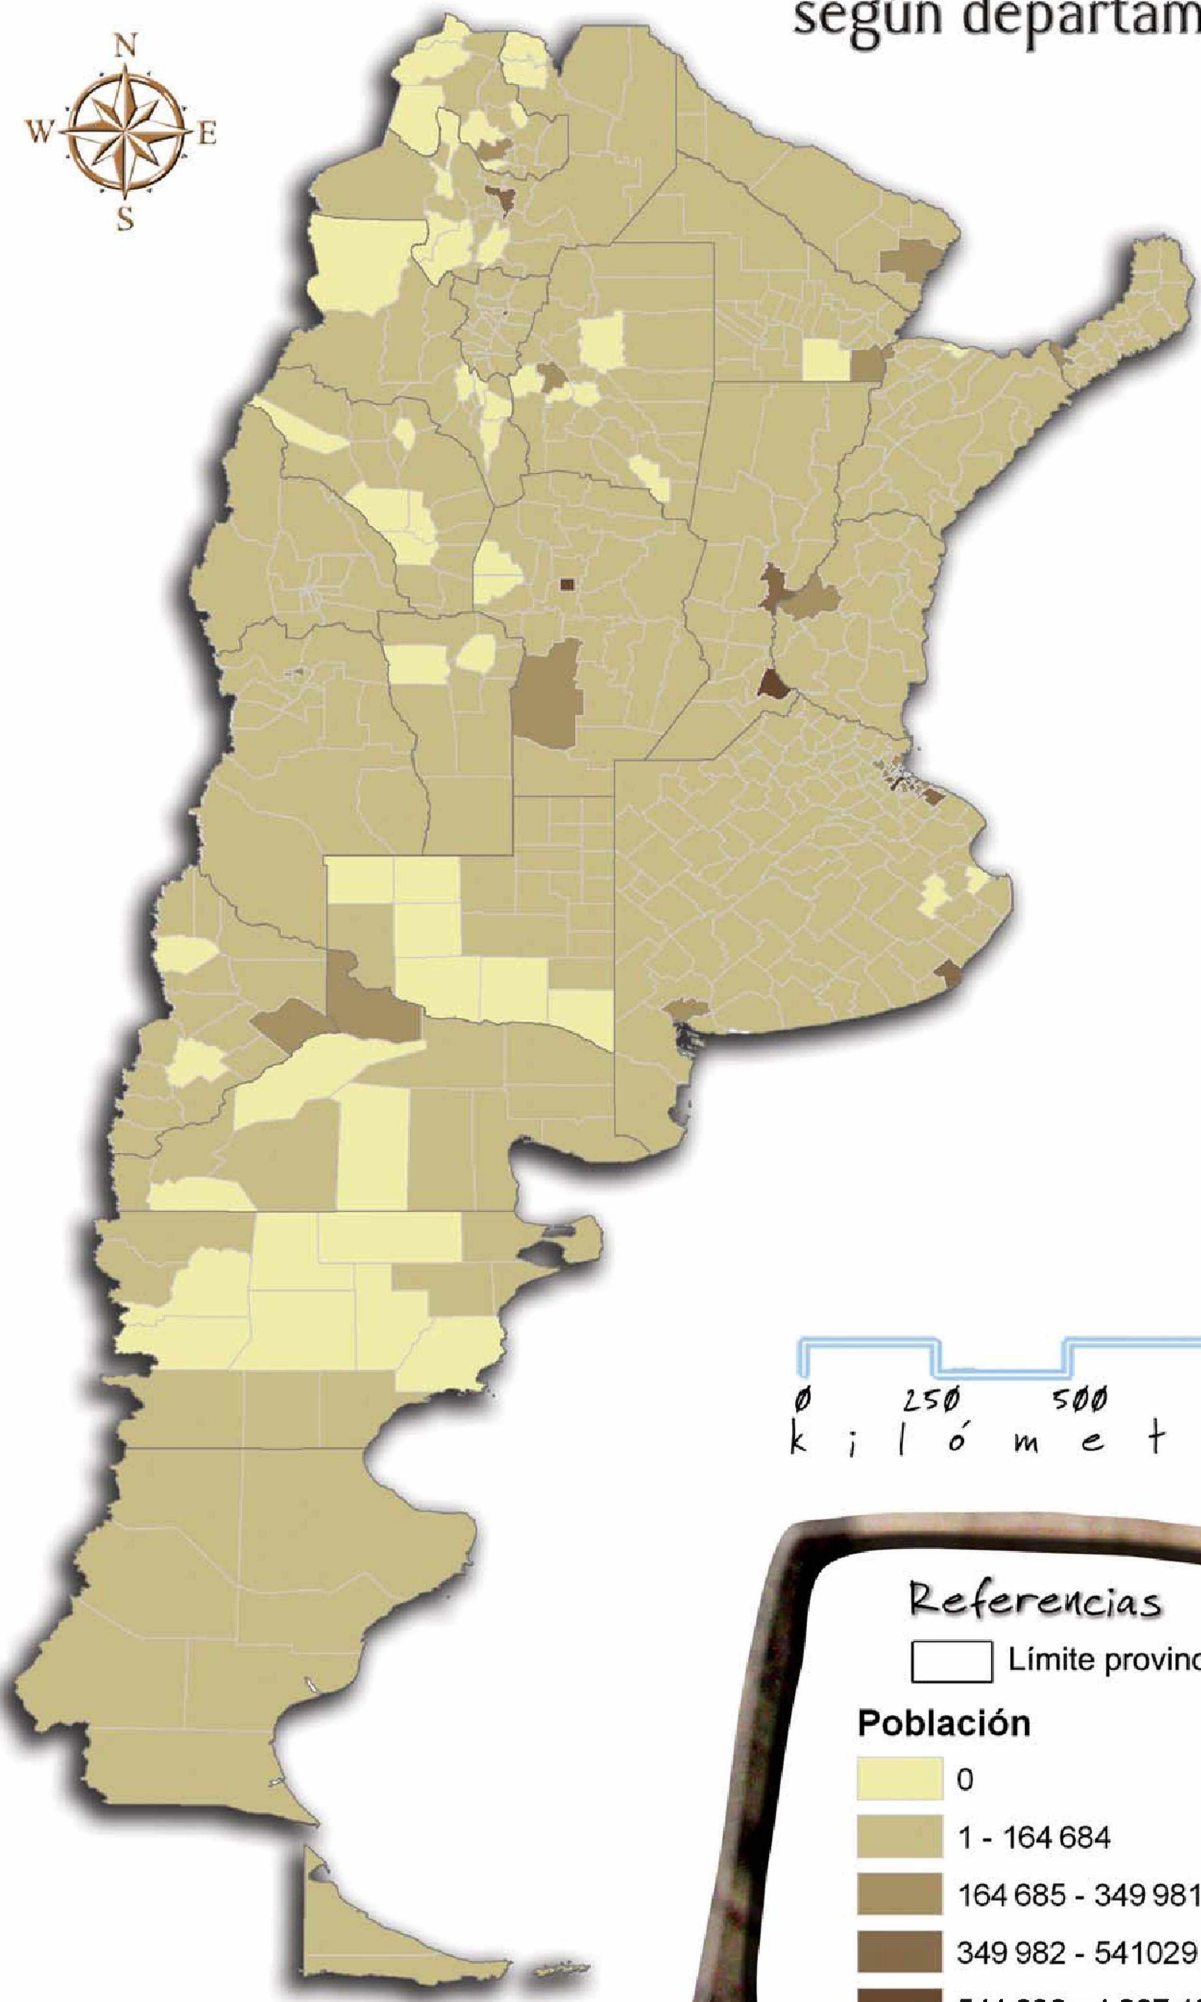 según departam
N
W E
S
0 250 500
k i l ó m e t
Referencias
Límite provinc
Población
0
1 - 164 684
164 685 - 349 981
349 982 - 541029